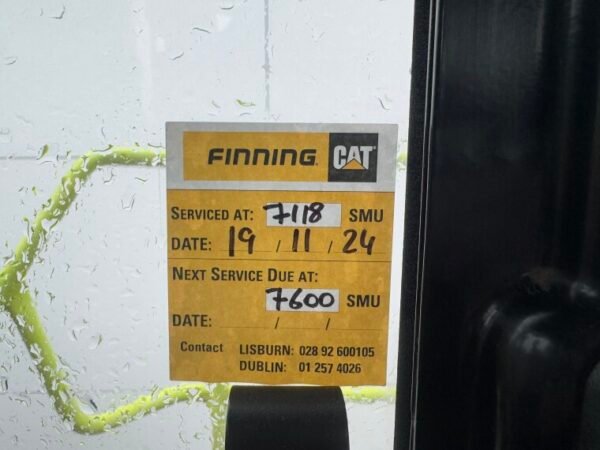 FINNING. CAT
SERVICED AT: 7118 SMU
DATE: 19 / 11 / 24
NEXT SERVICE DUE AT:
7600 SMU
DATE: / /
Contact LISBURN: 028 92 600105
DUBLIN: 01 257 4026